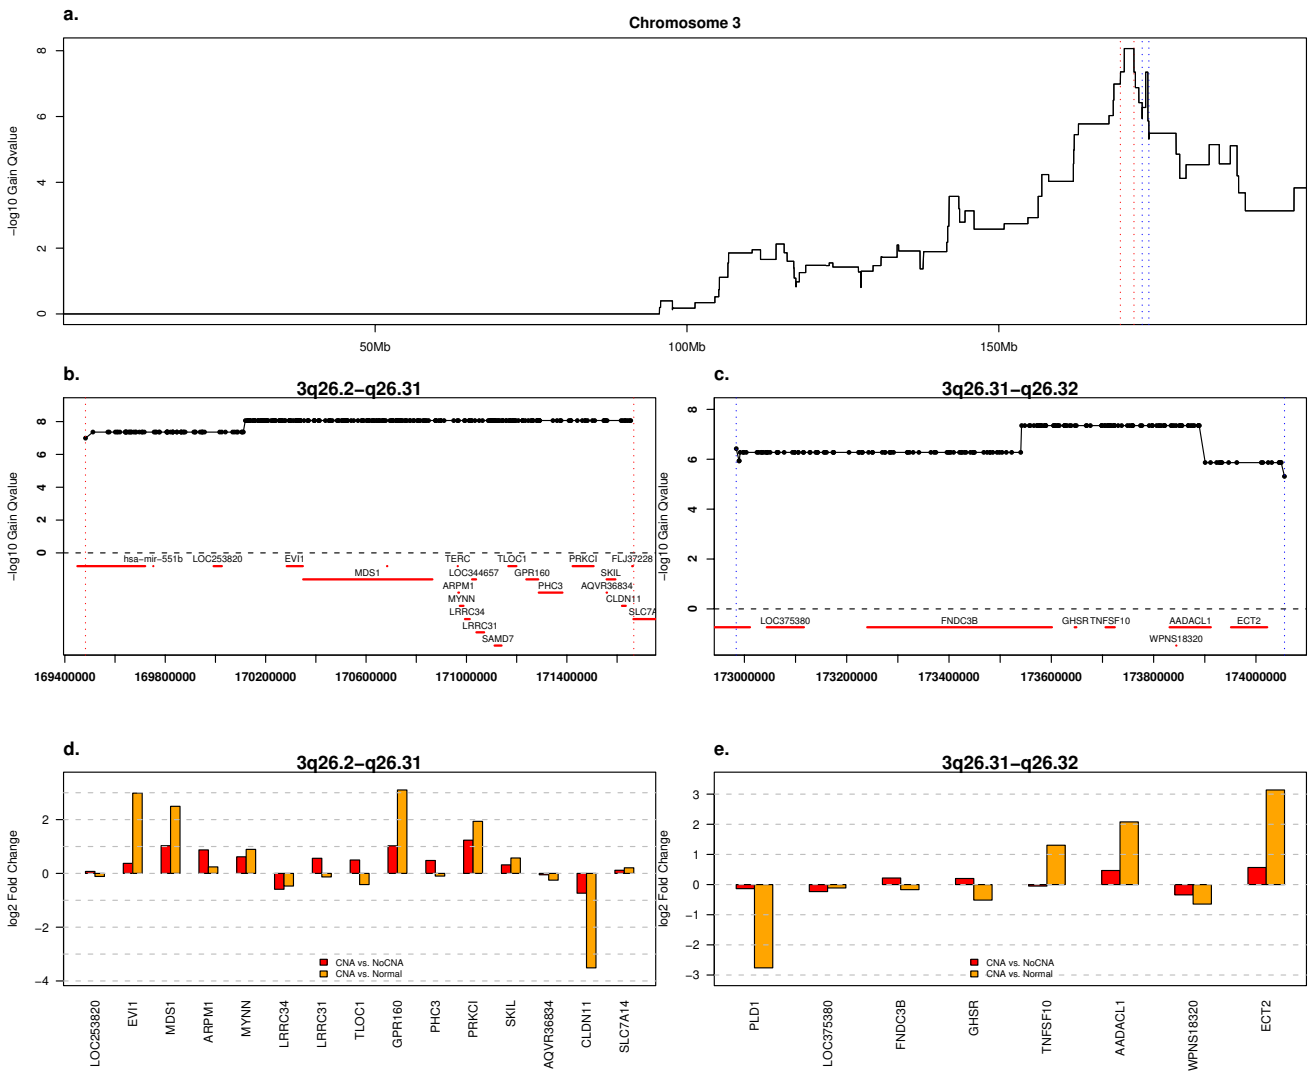 a.
Chromosome 3
−log10 Gain Qvalue
8
6
4
2
0
50Mb
100Mb
150Mb
b.
3q26.2−q26.31
−log10 Gain Qvalue
8
6
4
2
0
hsa−mir−551b
LOC253820
EVI1
TERC
TLOC1
PRKCI
FLJ37228
MDS1
LOC344657
GPR160
SKIL
ARPM1
PHC3
AQVR36834
MYNN
CLDN11
LRRC34
SLC7A
LRRC31
SAMD7
169400000
169800000
170200000
170600000
171000000
171400000
c.
3q26.31−q26.32
−log10 Gain Qvalue
8
6
4
2
0
LOC375380
FNDC3B
GHSR
TNFSF10
AADACL1
ECT2
WPNS18320
173000000
173200000
173400000
173600000
173800000
174000000
d.
3q26.2−q26.31
log2 Fold Change
2
0
−2
−4
CNA vs. NoCNA
CNA vs. Normal
LOC253820
EVI1
MDS1
ARPM1
MYNN
LRRC34
LRRC31
TLOC1
GPR160
PHC3
PRKCI
SKIL
AQVR36834
CLDN11
SLC7A14
e.
3q26.31−q26.32
log2 Fold Change
3
2
1
0
−1
−2
−3
CNA vs. NoCNA
CNA vs. Normal
PLD1
LOC375380
FNDC3B
GHSR
TNFSF10
AADACL1
WPNS18320
ECT2